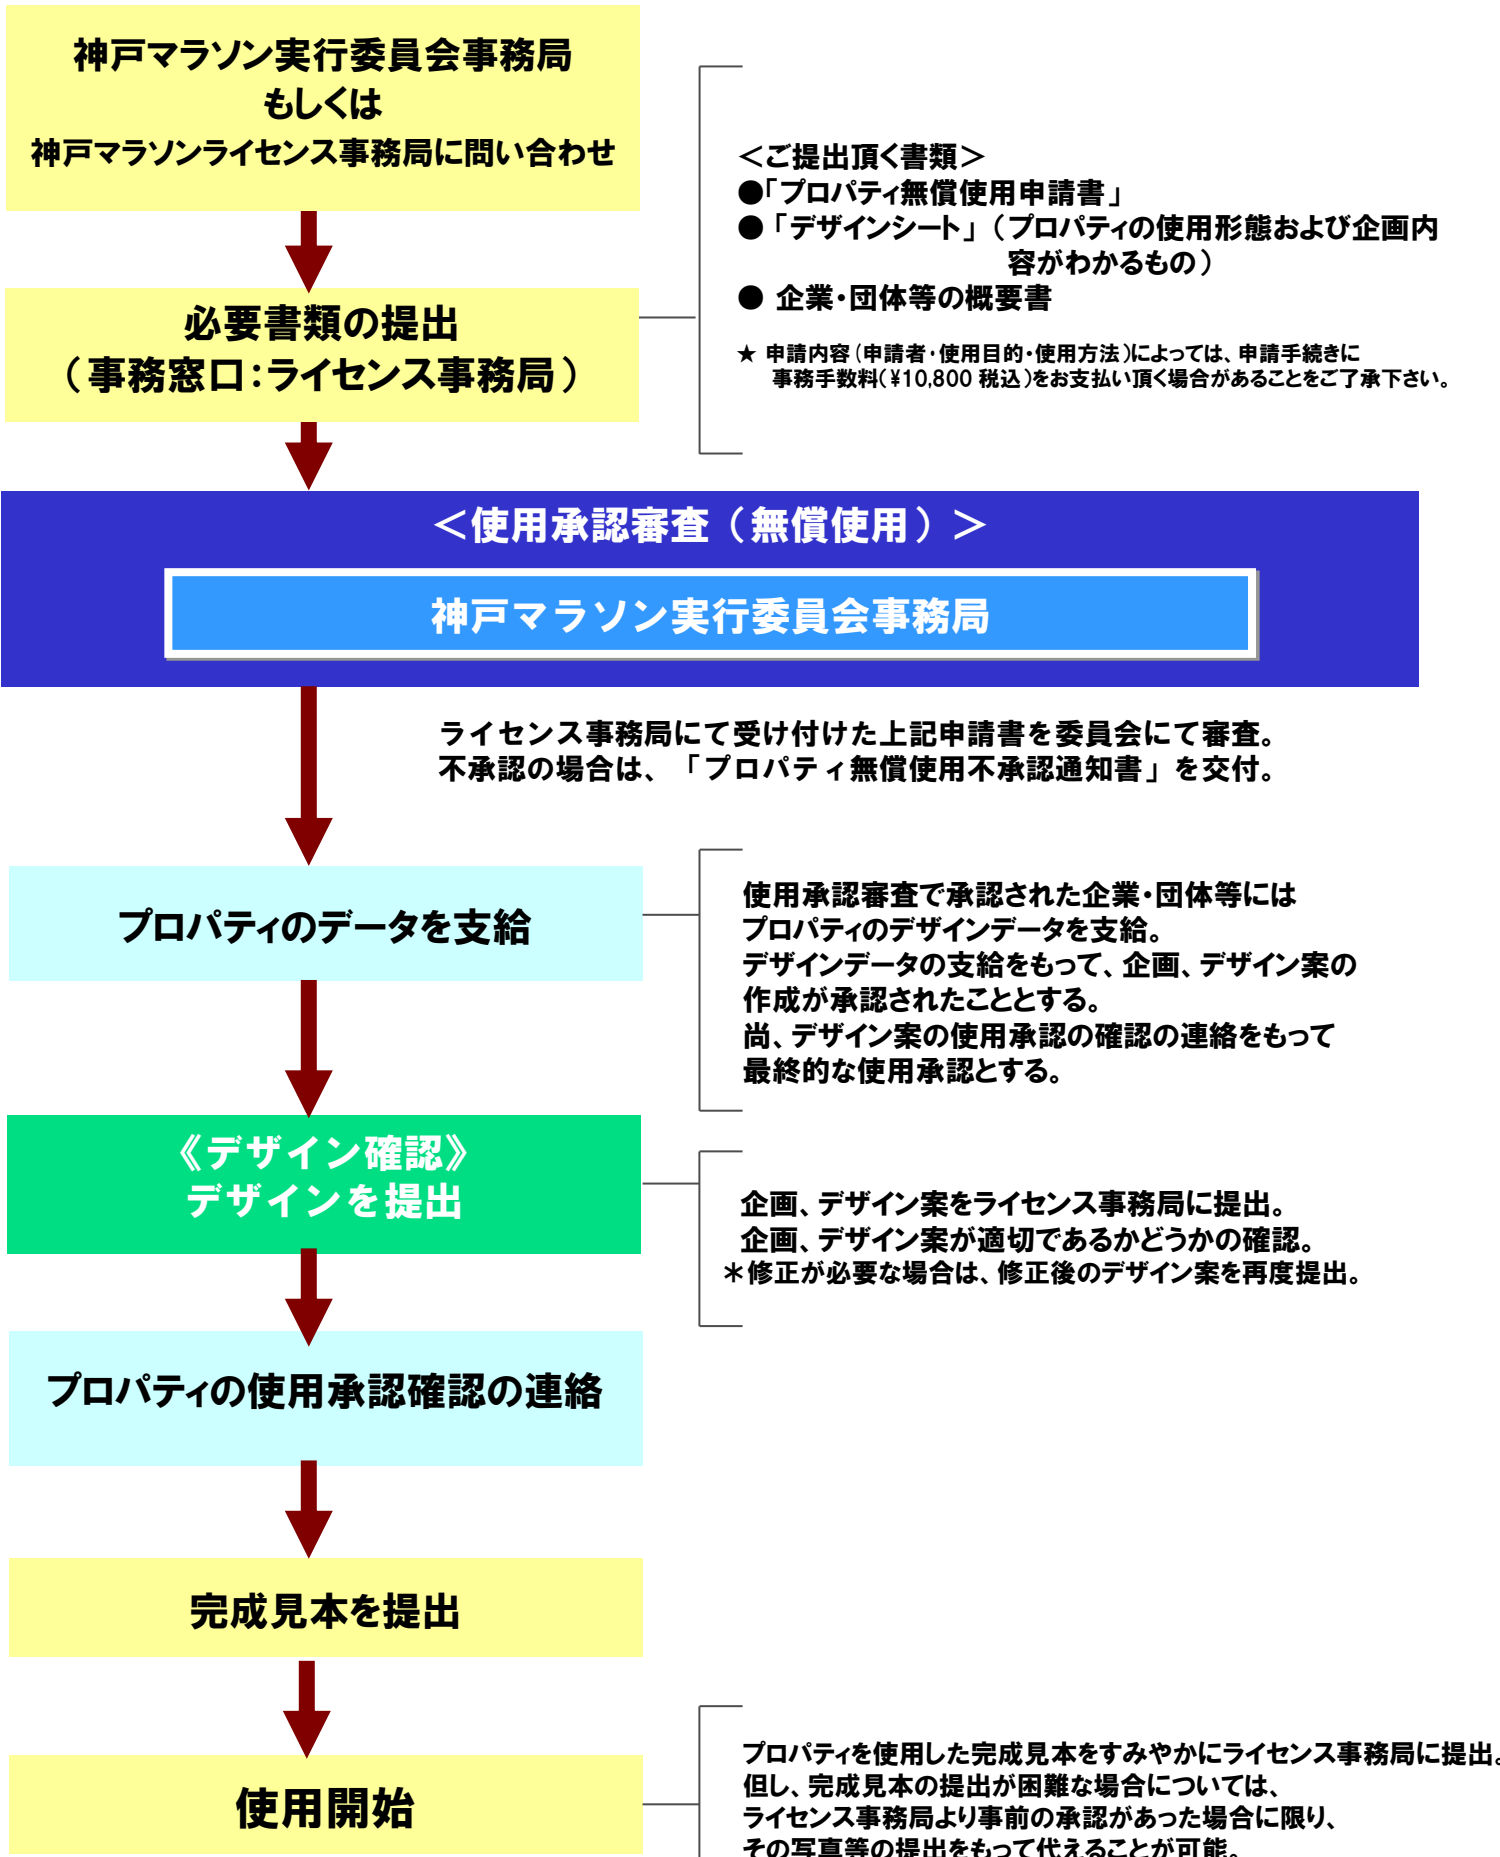 神戸マラソン実行委員会事務局
もしくは
神戸マラソンライセンス事務局に問い合わせ
＜ご提出頂く書類＞
●「プロパティ無償使用申請書」
●「デザインシート」（プロパティの使用形態および企画内
容がわかるもの）
● 企業・団体等の概要書
★ 申請内容（申請者・使用目的・使用方法）によっては、申請手続きに
事務手数料（¥10,800 税込）をお支払い頂く場合があることをご了承下さい。
必要書類の提出
（事務窓口：ライセンス事務局）
＜使用承認審査（無償使用）＞
神戸マラソン実行委員会事務局
ライセンス事務局にて受け付けた上記申請書を委員会にて審査。
不承認の場合は、「プロパティ無償使用不承認通知書」を交付。
プロパティのデータを支給
使用承認審査で承認された企業・団体等には
プロパティのデザインデータを支給。
デザインデータの支給をもって、企画、デザイン案の
作成が承認されたこととする。
尚、デザイン案の使用承認の確認の連絡をもって
最終的な使用承認とする。
《デザイン確認》
デザインを提出
企画、デザイン案をライセンス事務局に提出。
企画、デザイン案が適切であるかどうかの確認。
＊修正が必要な場合は、修正後のデザイン案を再度提出。
プロパティの使用承認確認の連絡
完成見本を提出
使用開始
プロパティを使用した完成見本をすみやかにライセンス事務局に提出。
但し、完成見本の提出が困難な場合については、
ライセンス事務局より事前の承認があった場合に限り、
その写真等の提出をもって代えることが可能。